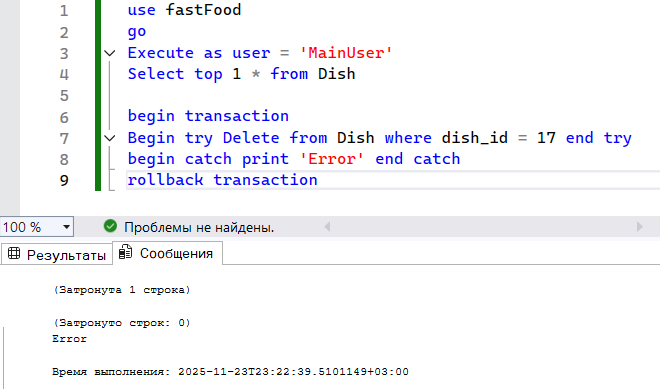 1 use fastFood
2 go
3 Execute as user = 'MainUser'
4 Select top 1 * from Dish
5
6 begin transaction
7 Begin try Delete from Dish where dish_id = 17 end try
8 begin catch print 'Error' end catch
9 rollback transaction
100 % Проблемы не найдены.
Результаты Сообщения
(Затронута 1 строка)
(Затронуто строк: 0)
Error
Время выполнения: 2025-11-23T23:22:39.5101149+03:00